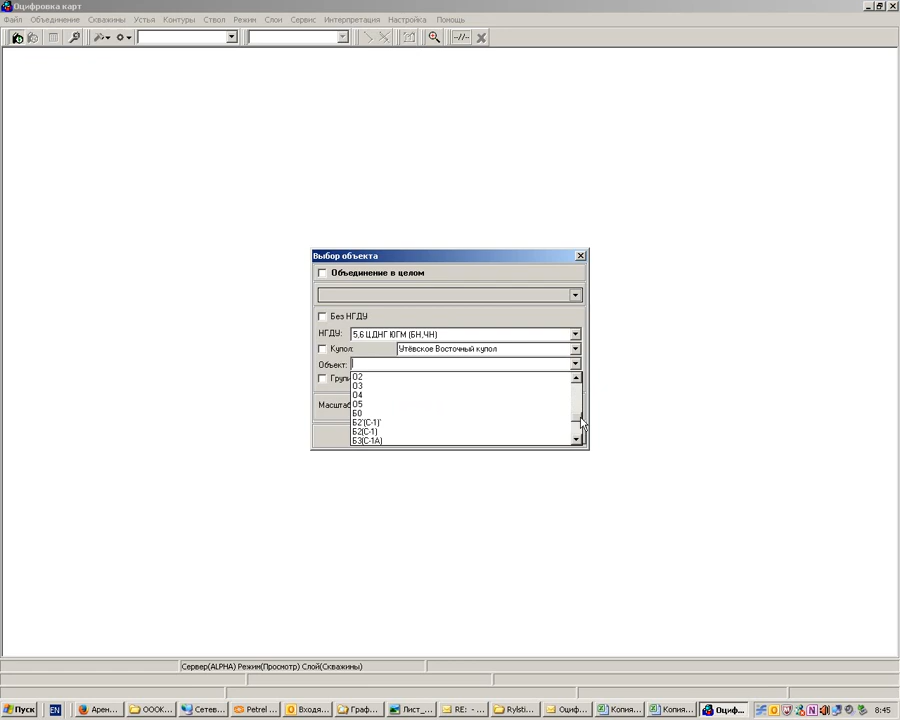 Оцифровка карт
Файл Объединение Скважины Устья Контуры Ствол Режим Слои Сервис Интерпретация Настройка Помощь
Выбор объекта
Объединение в целом
Без НГДУ
НГДУ: 5,6 ЦДНГ ЮГМ (БН,ЧН)
Купол: Утёвское Восточный купол
Объект:
Групп
О2
О3
О4
О5
Б0
Б2'(С-1)'
Б2(С-1)
Б3(С-1А)
Масштаб
Сервер(ALPHA) Режим(Просмотр) Слой(Скважины)
Пуск EN Арен... ОООК... Сетев... Petrel ... Входя... Граф... Лист_... RE: - ... Rylsti... Оциф... Копия... Копия... Оциф... 8:45